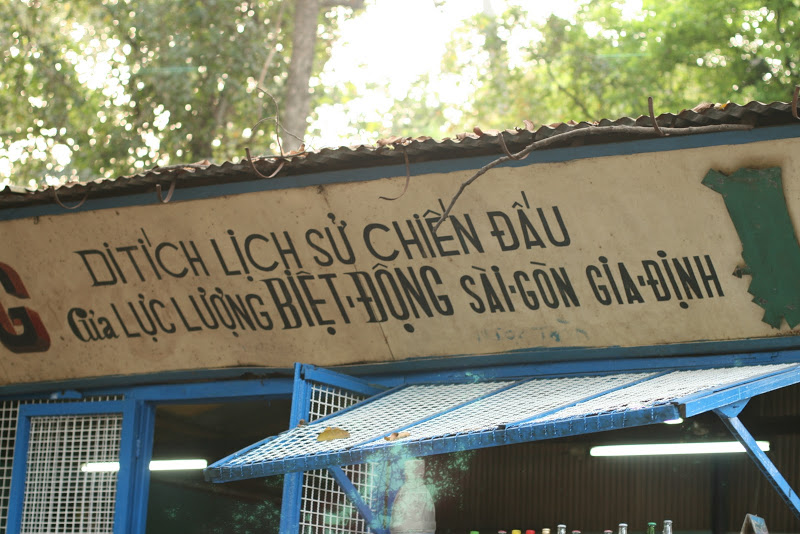 DI TÍCH LỊCH SỬ CHIẾN ĐẤU
Của LỰC LƯỢNG BIỆT·ĐỘNG SÀI·GÒN GIA·ĐỊNH
G